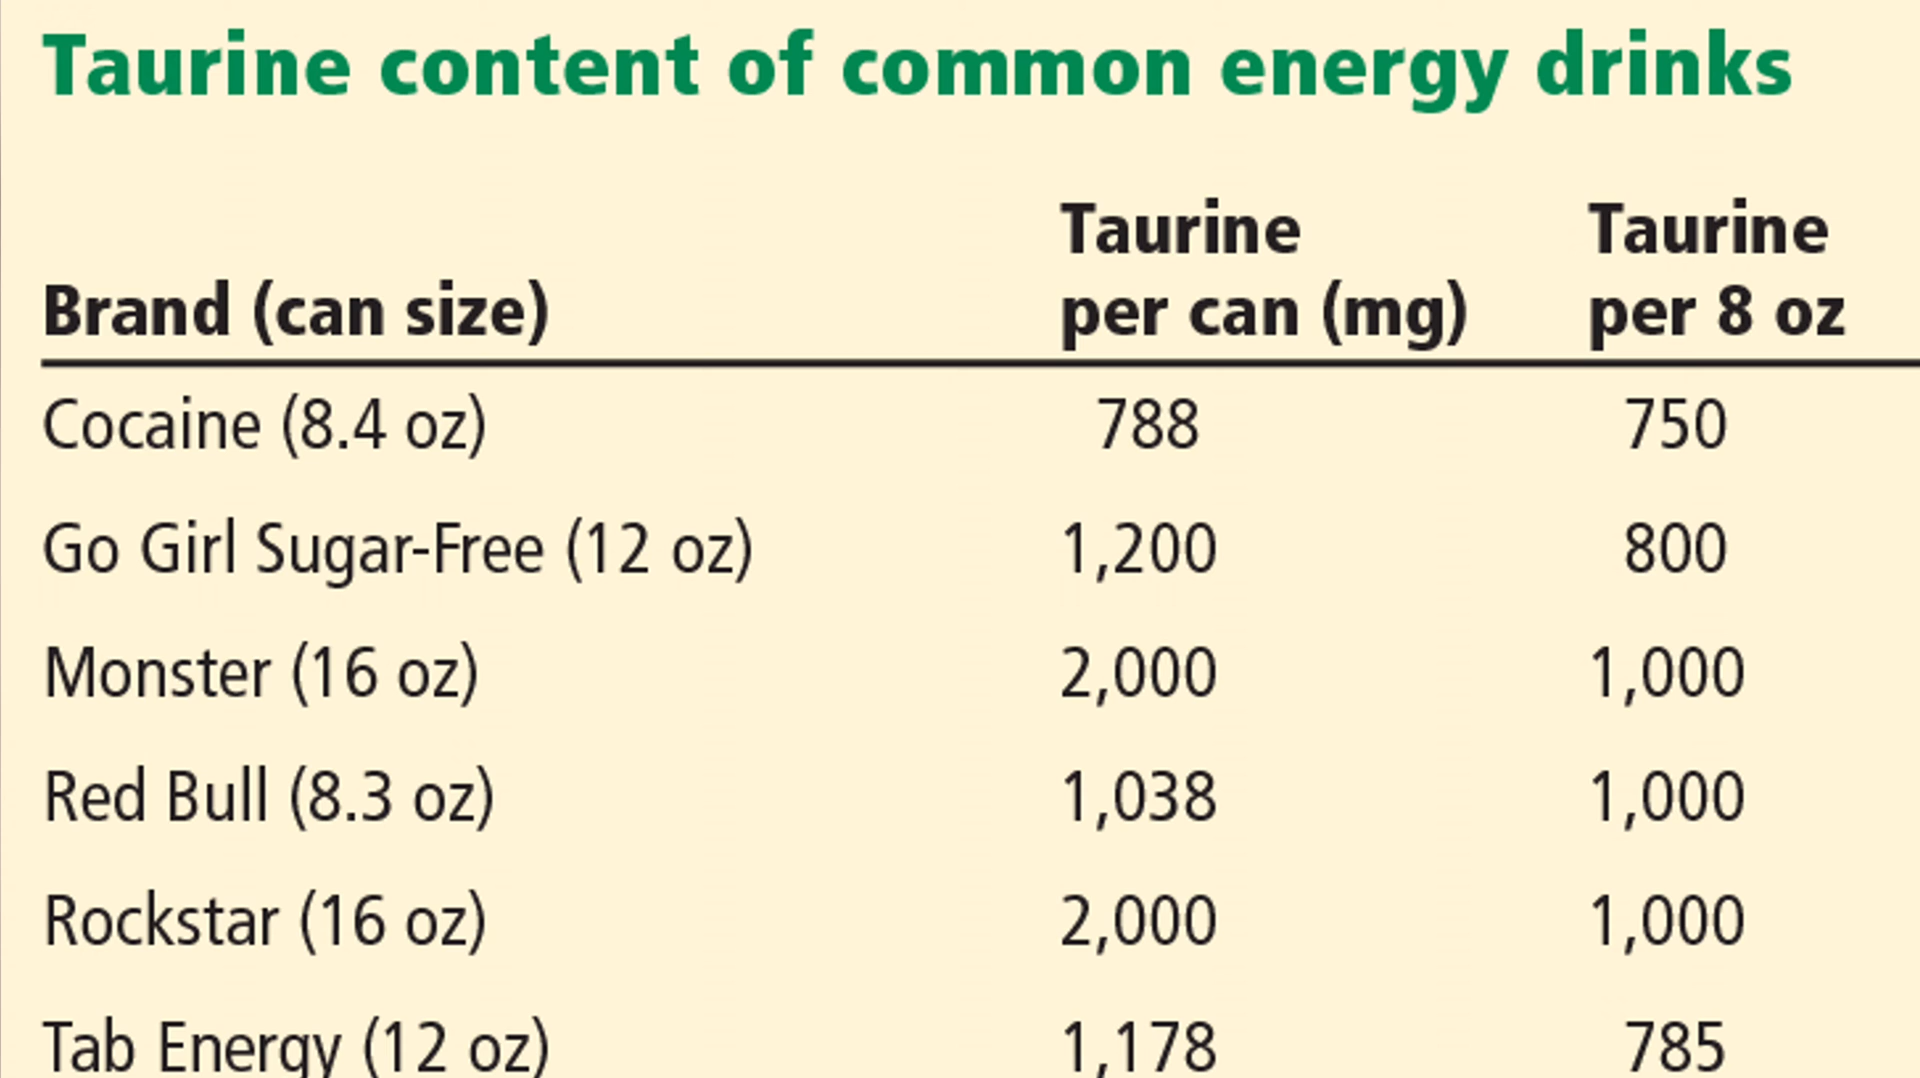 Taurine content of common energy drinks
Brand (can size) Taurine per can (mg) Taurine per 8 oz
Cocaine (8.4 oz) 788 750
Go Girl Sugar-Free (12 oz) 1,200 800
Monster (16 oz) 2,000 1,000
Red Bull (8.3 oz) 1,038 1,000
Rockstar (16 oz) 2,000 1,000
Tab Energy (12 oz) 1,178 785